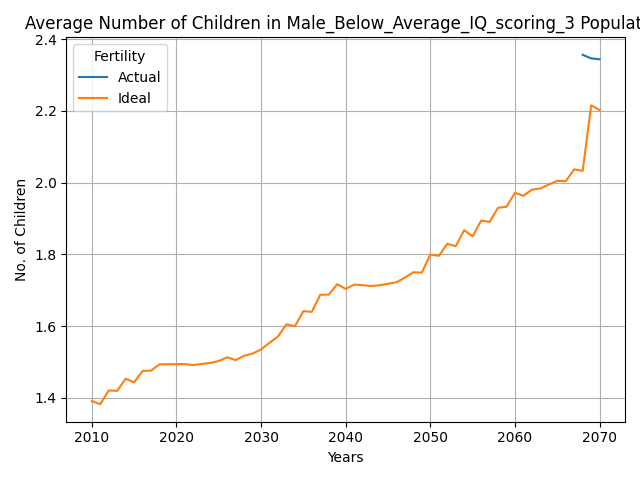 Average Number of Children in Male_Below_Average_IQ_scoring_3 Populat
2.4
2.2
2.0
1.8
1.6
1.4
No. of Children
Fertility
Actual
Ideal
2010 2020 2030 2040 2050 2060 2070
Years